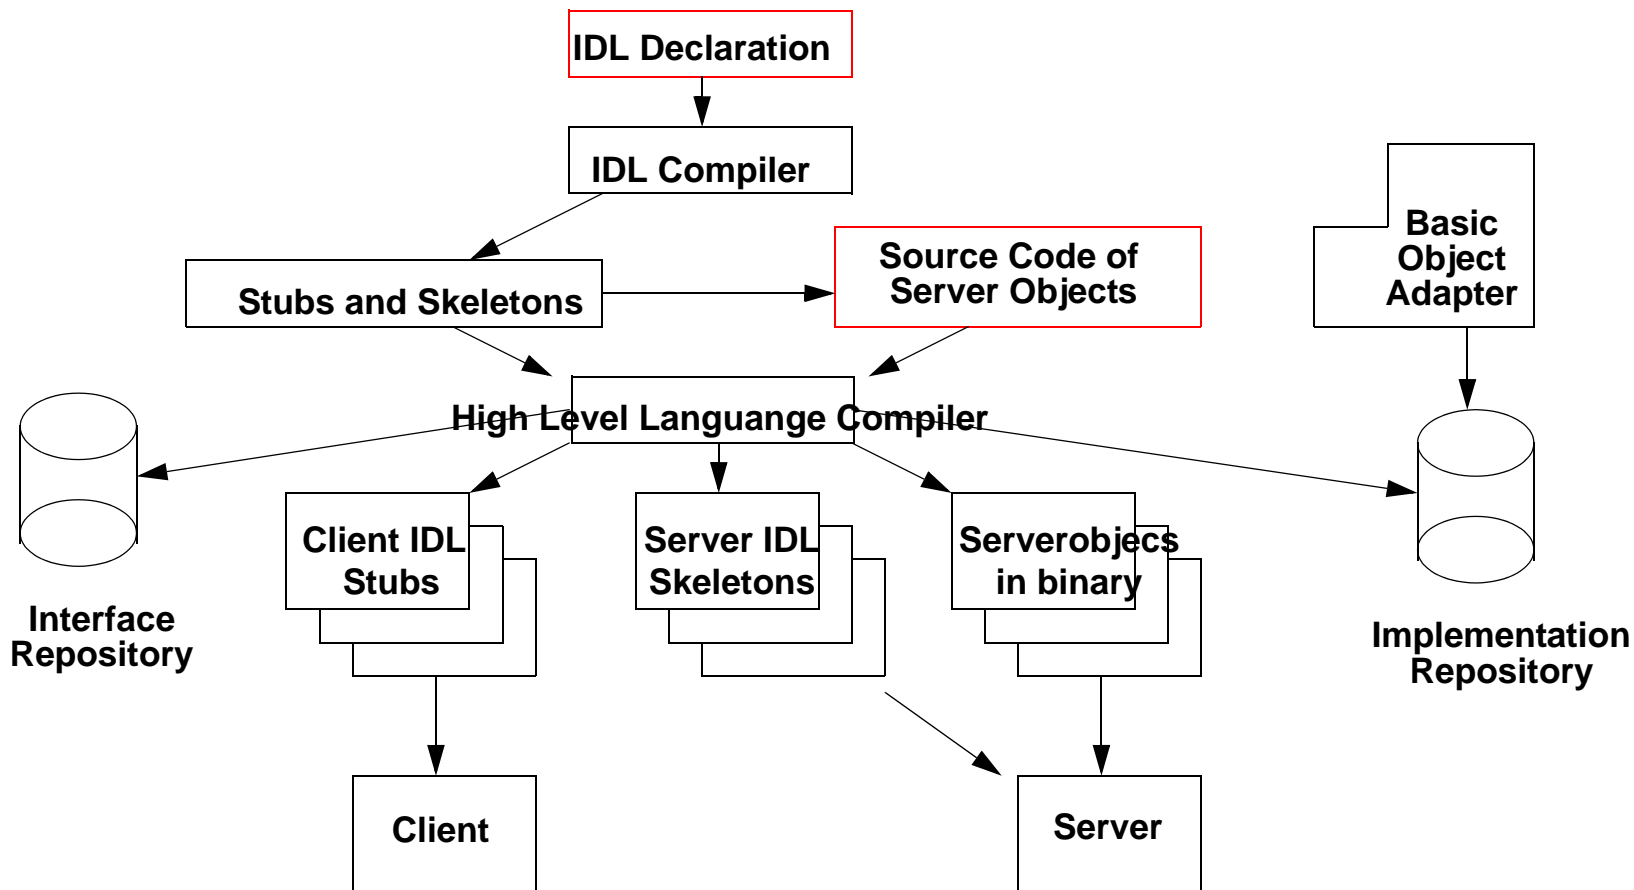 IDL Declaration
IDL Compiler
Basic
Object
Adapter
Source Code of
Server Objects
Stubs and Skeletons
High Level Languange Compiler
Client IDL
Stubs
Server IDL
Skeletons
Serverobjecs
in binary
Interface
Repository
Implementation
Repository
Client
Server